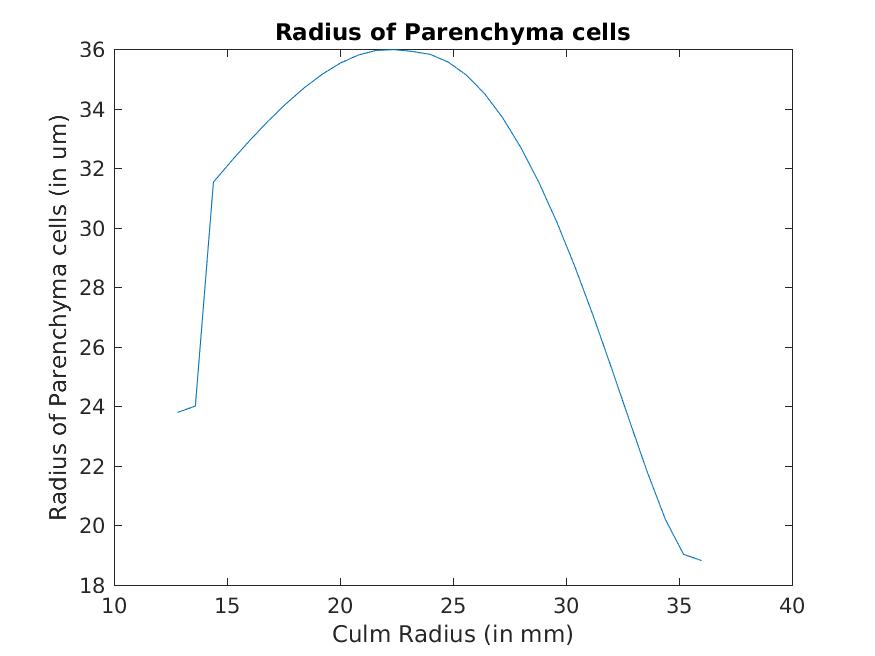 Radius of Parenchyma cells
Radius of Parenchyma cells (in um)
36
34
32
30
28
26
24
22
20
18
10 15 20 25 30 35 40
Culm Radius (in mm)